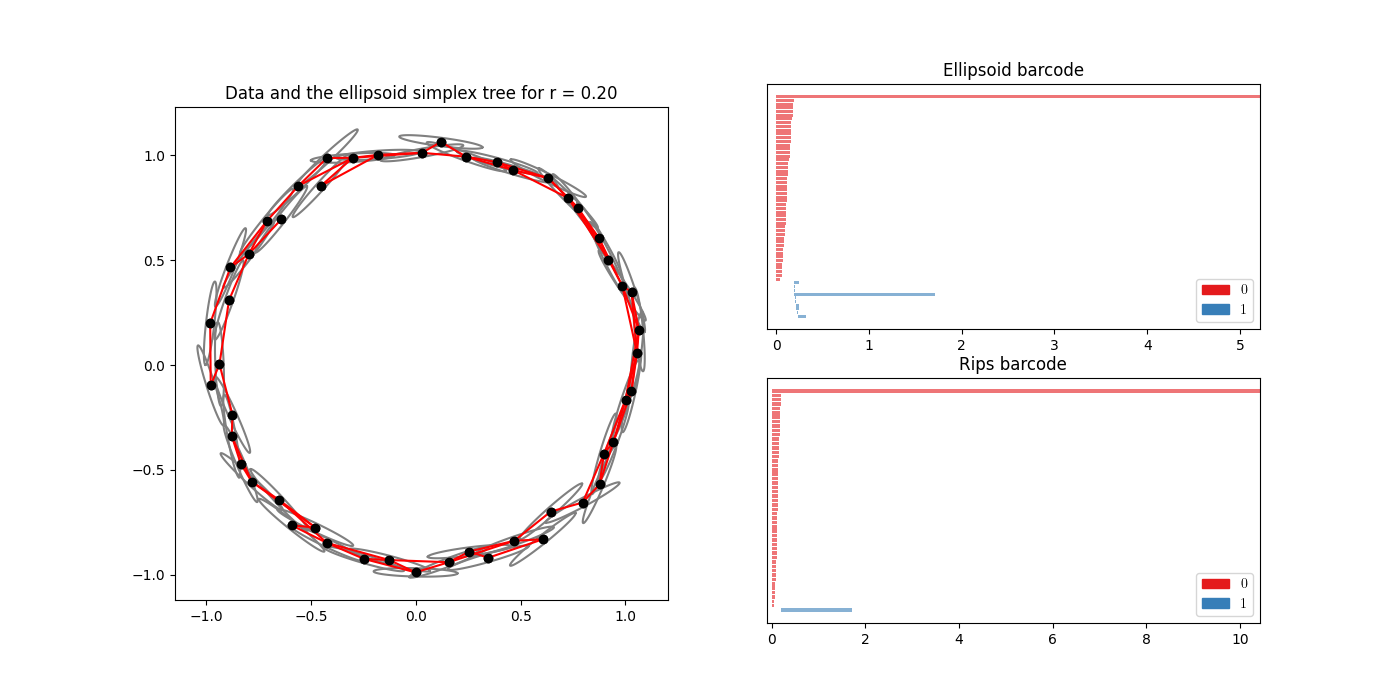 Data and the ellipsoid simplex tree for r = 0.20
1.0
0.5
0.0
−0.5
−1.0
−1.0 −0.5 0.0 0.5 1.0
Ellipsoid barcode
0
1
0 1 2 3 4 5
Rips barcode
0
1
0 2 4 6 8 10